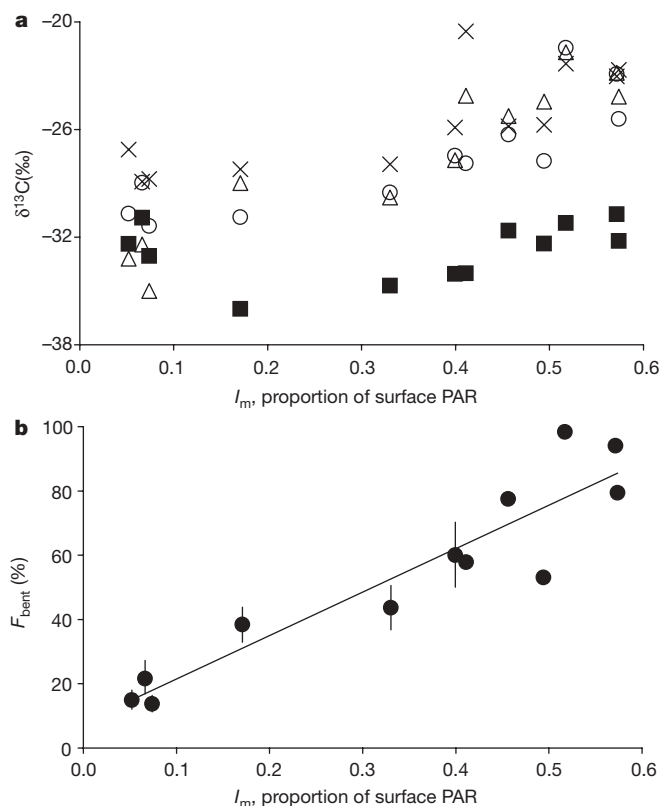 a
–20
–26
–32
–38
δ¹³C(‰)
0.0 0.1 0.2 0.3 0.4 0.5 0.6
Iₘ, proportion of surface PAR
b
100
80
60
40
20
0
F_bent (%)
0.0 0.1 0.2 0.3 0.4 0.5 0.6
Iₘ, proportion of surface PAR